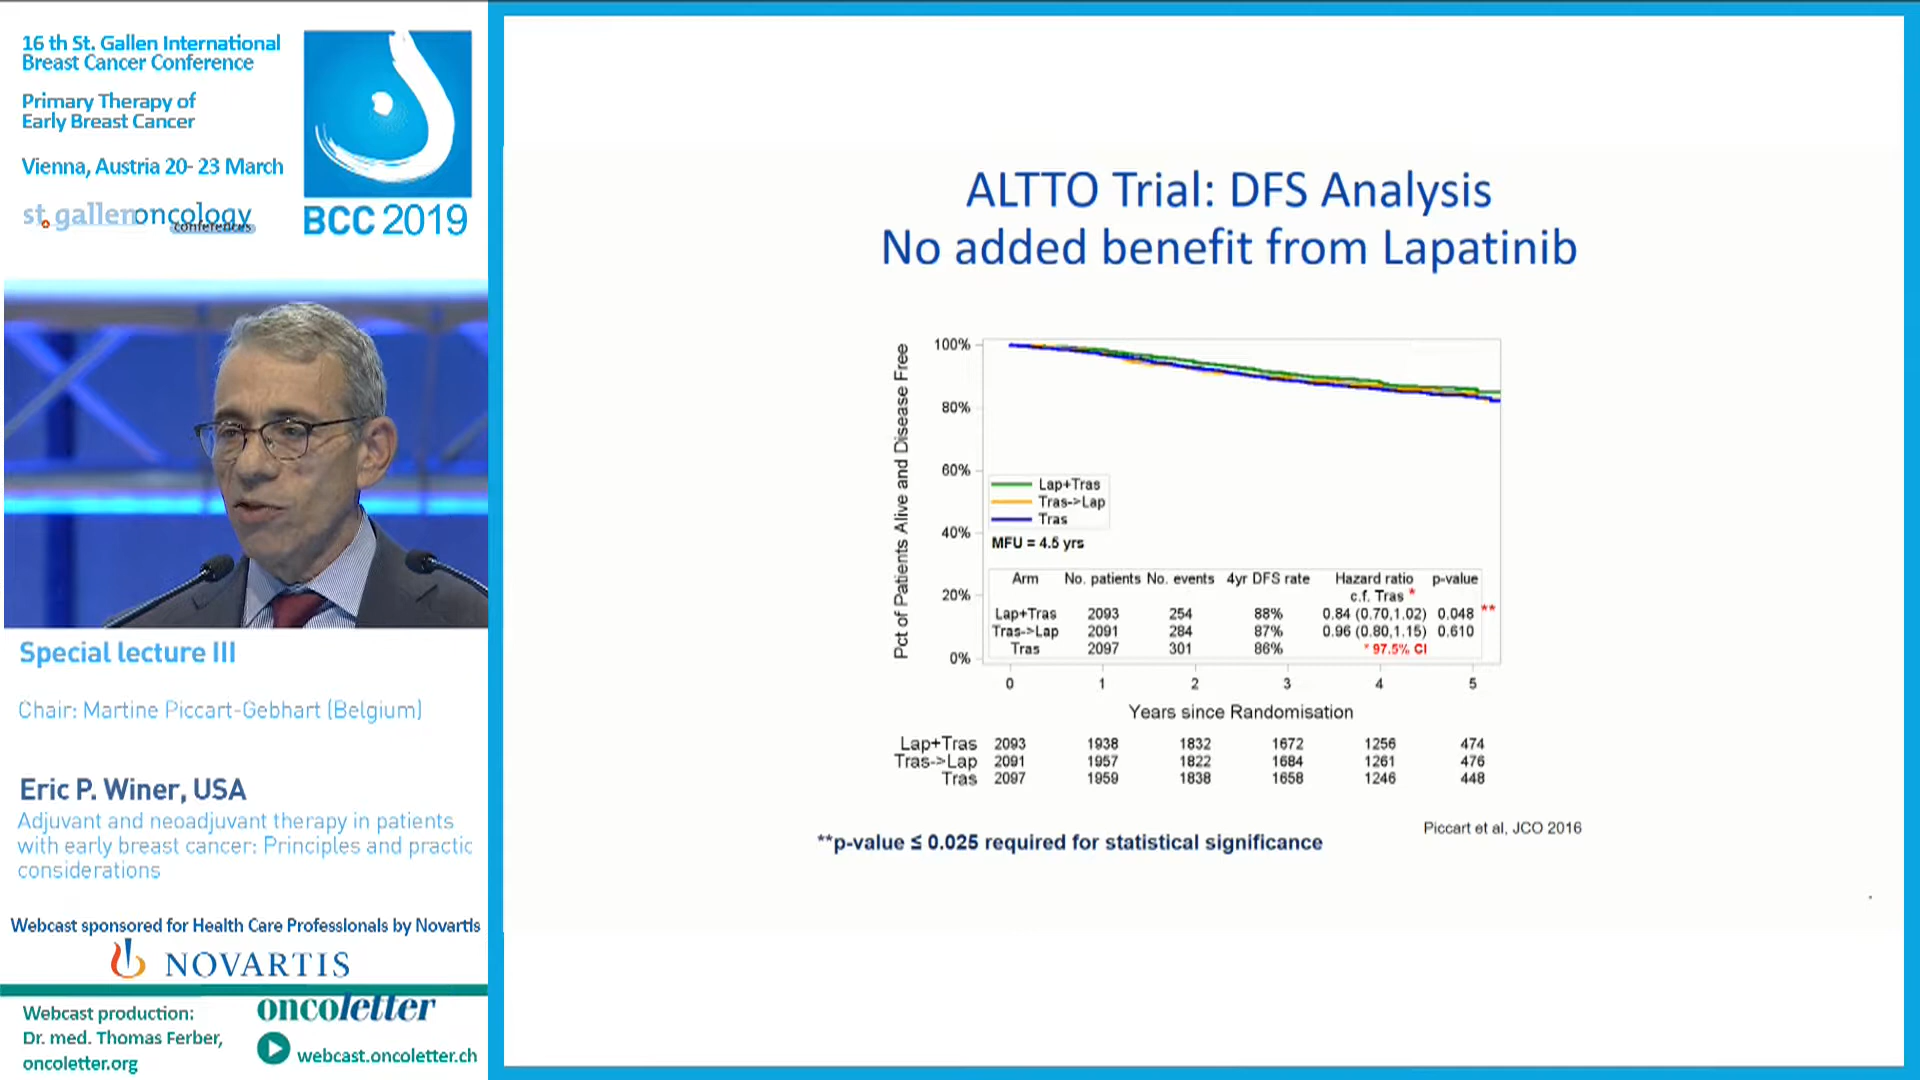 16 th St. Gallen International
Breast Cancer Conference
Primary Therapy of
Early Breast Cancer
Vienna, Austria 20- 23 March
st.gallenoncology
conferences
BCC 2019
Special lecture III
Chair: Martine Piccart-Gebhart (Belgium)
Eric P. Winer, USA
Adjuvant and neoadjuvant therapy in patients
with early breast cancer: Principles and practic
considerations
Webcast sponsored for Health Care Professionals by Novartis
NOVARTIS
Webcast production:
Dr. med. Thomas Ferber,
oncoletter.org
oncoletter
webcast.oncoletter.ch
ALTTO Trial: DFS Analysis
No added benefit from Lapatinib
Pct of Patients Alive and Disease Free
100%
80%
60%
40%
20%
0%
Lap+Tras
Tras->Lap
Tras
MFU = 4.5 yrs
Arm No. patients No. events 4yr DFS rate Hazard ratio p-value
c.f. Tras *
Lap+Tras 2093 254 88% 0.84 (0.70,1.02) 0.048 **
Tras->Lap 2091 284 87% 0.96 (0.80,1.15) 0.610
Tras 2097 301 86% * 97.5% CI
0 1 2 3 4 5
Years since Randomisation
Lap+Tras 2093 1938 1832 1672 1256 474
Tras->Lap 2091 1957 1822 1684 1261 476
Tras 2097 1959 1838 1658 1246 448
Piccart et al, JCO 2016
**p-value ≤ 0.025 required for statistical significance